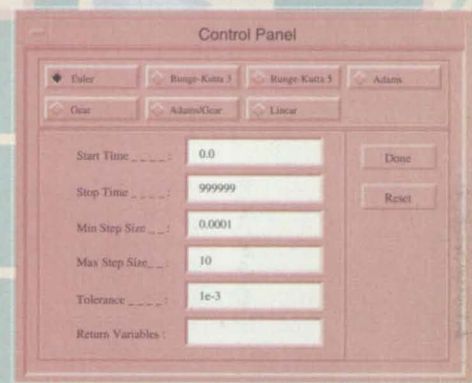 Control Panel
Euler Runge-Kutta 3 Runge-Kutta 5 Adams
Gear Adams/Gear Linear
Start Time _ _ _ _ : 0.0 Done
Stop Time _ _ _ _ : 999999 Reset
Min Step Size _ _ : 0.0001
Max Step Size_ _ : 10
Tolerance _ _ _ _ : 1e-3
Return Variables :